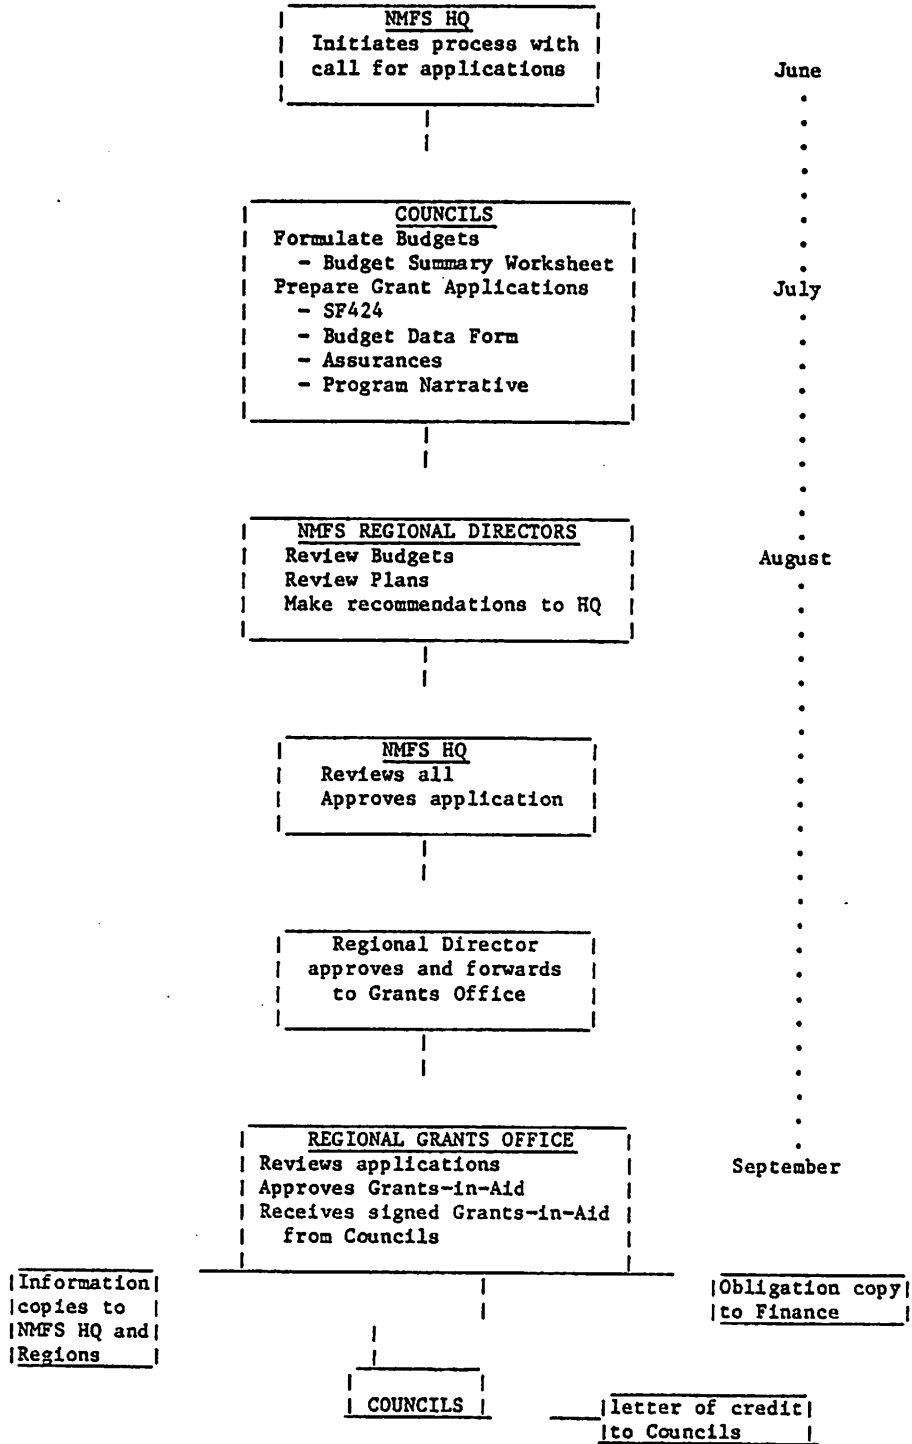 NMFS HQ
Initiates process with
call for applications
June
COUNCILS
Formulate Budgets
- Budget Summary Worksheet
Prepare Grant Applications
July
- SF424
- Budget Data Form
- Assurances
- Program Narrative
NMFS REGIONAL DIRECTORS
Review Budgets
August
Review Plans
Make recommendations to HQ
NMFS HQ
Reviews all
Approves application
Regional Director
approves and forwards
to Grants Office
REGIONAL GRANTS OFFICE
Reviews applications
September
Approves Grants-in-Aid
Receives signed Grants-in-Aid
from Councils
Information
copies to
NMFS HQ and
Regions
Obligation copy
to Finance
COUNCILS
letter of credit
to Councils